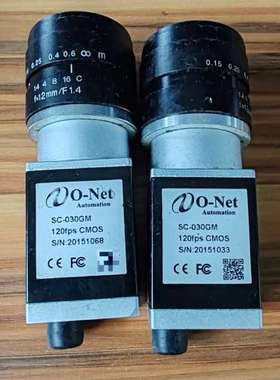 0.25 0.4 0.6 ∞ m
1.4 4 8 16 C
f=12mm/F1.4
O-Net
Automation
SC-030GM
120fps CMOS
S/N:20151068
CE FC
0.15 0.25
O-Net
Automation
SC-030GM
120fps CMOS
S/N:20151033
CE FC